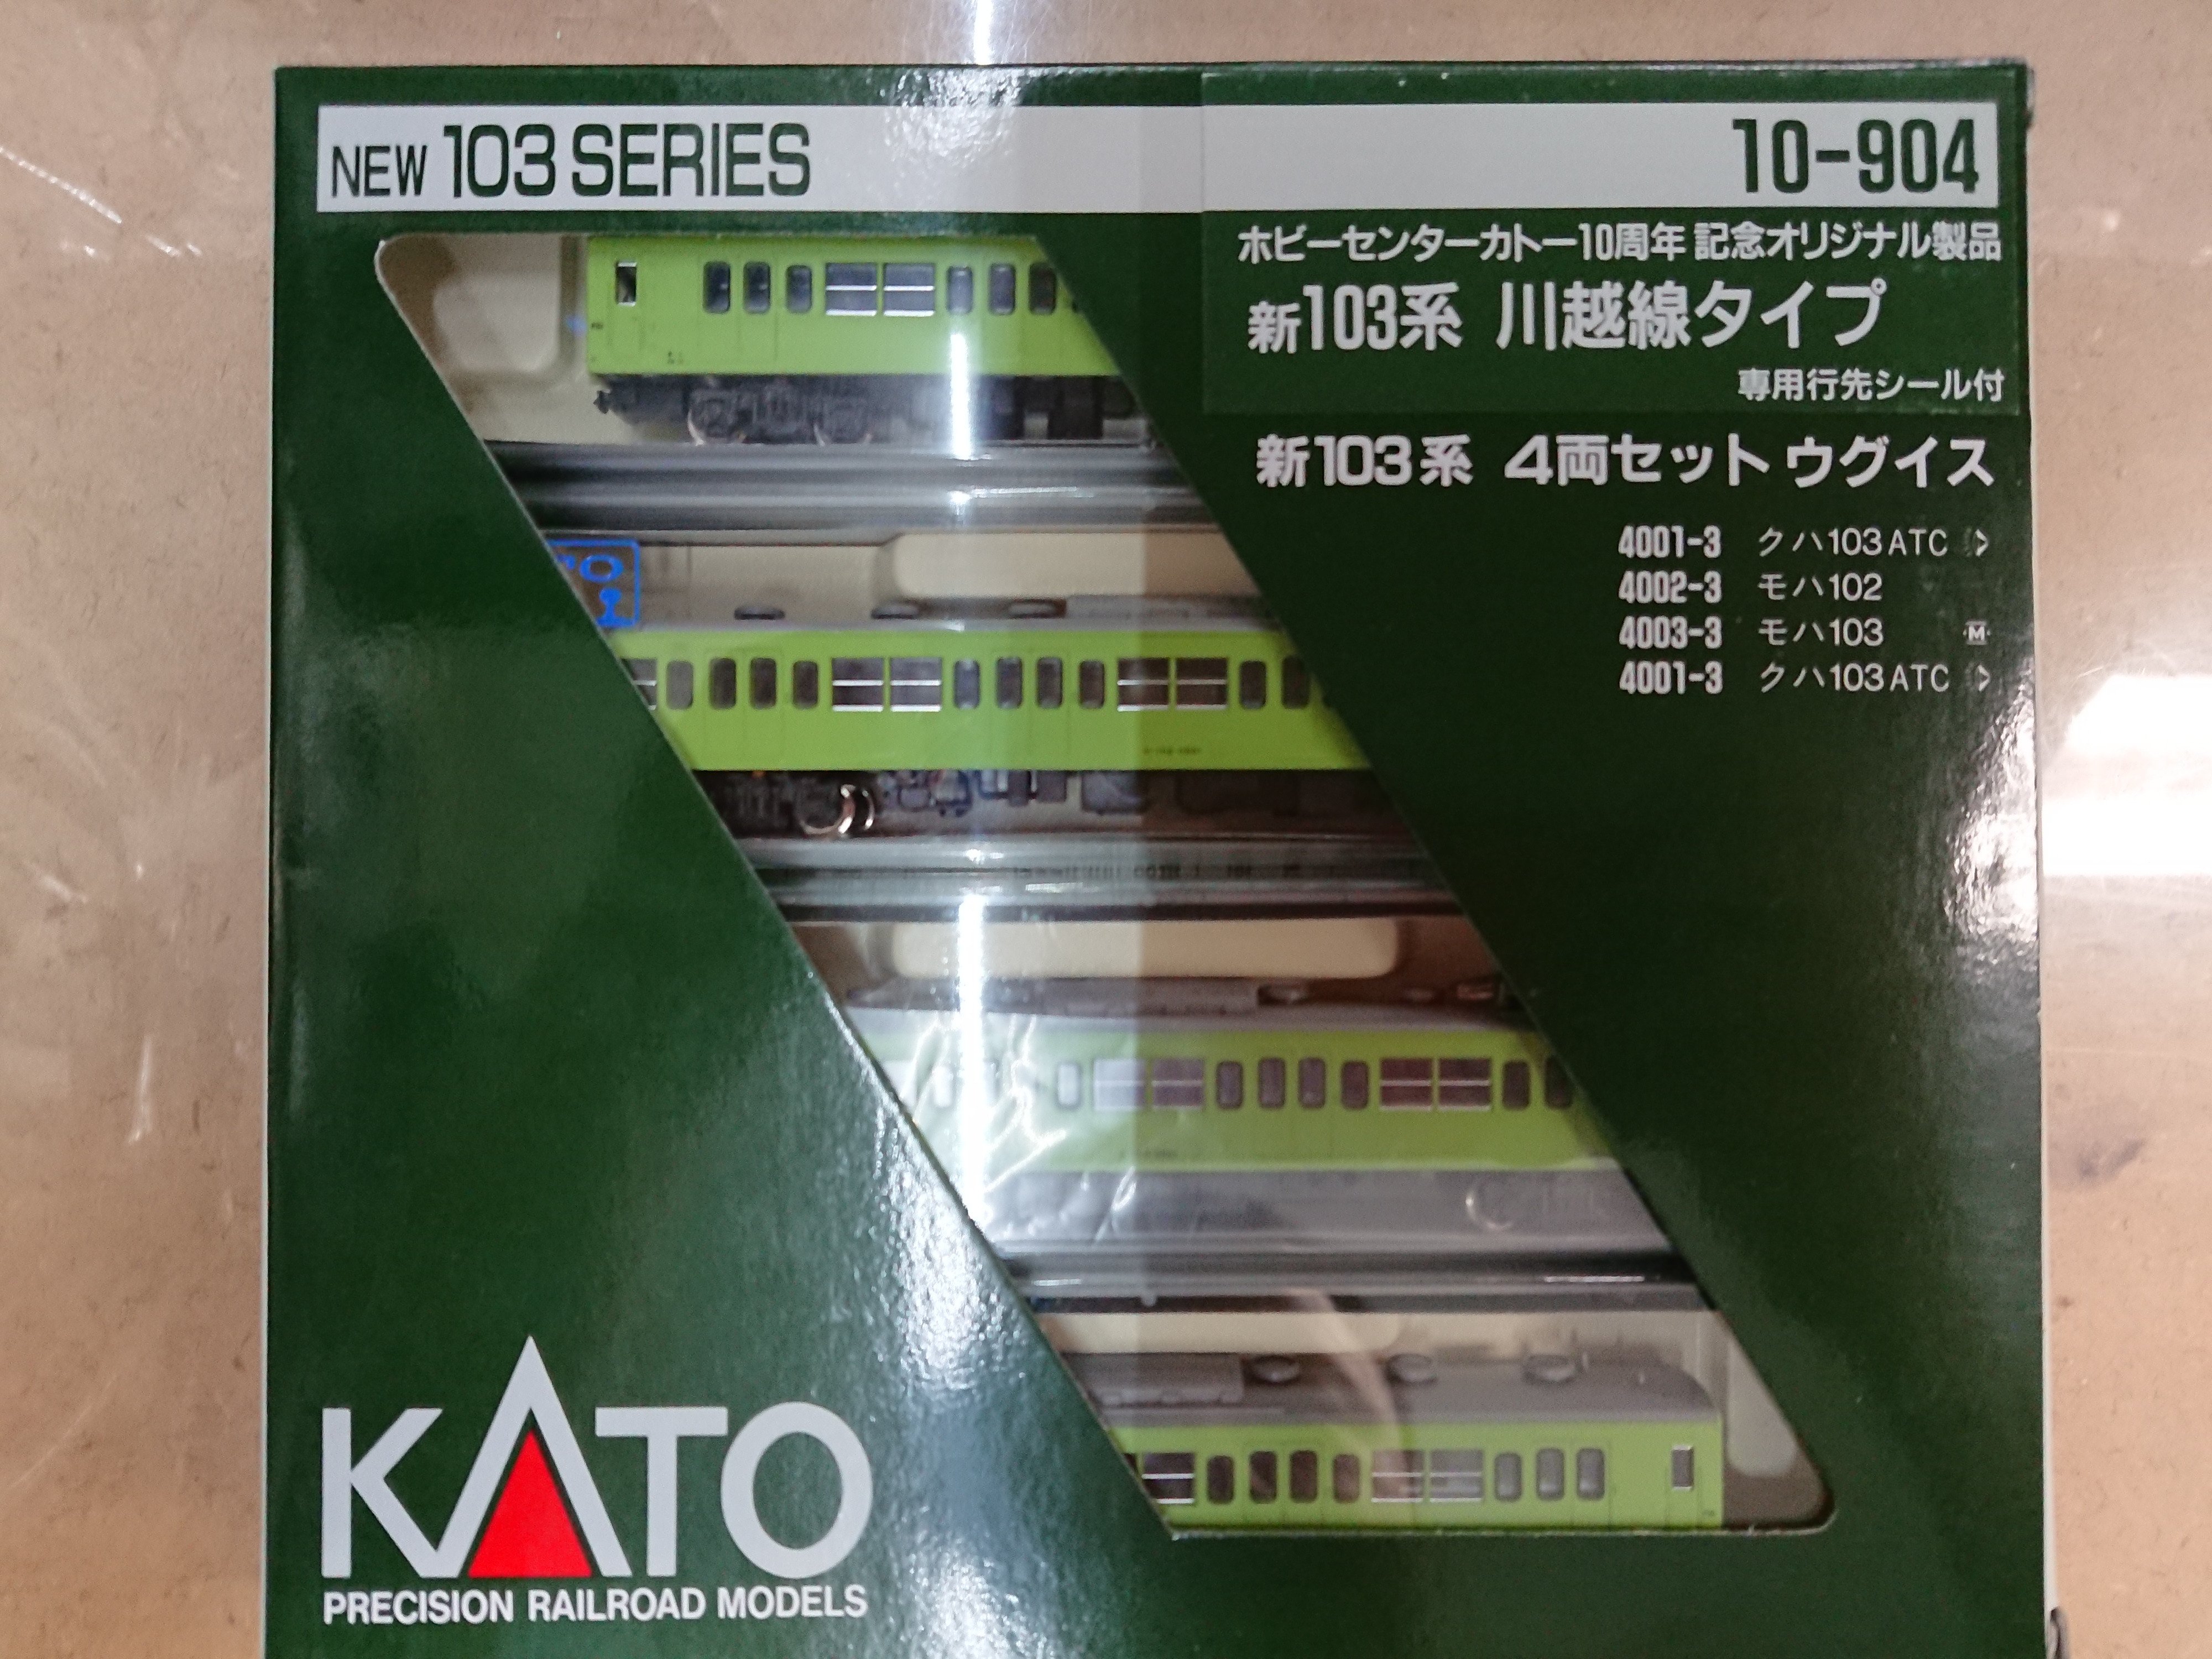 NEW 103 SERIES
10-904
ホビーセンターカトー10周年 記念オリジナル製品
新103系 川越線タイプ
専用行先シール付
新103系 4両セット ウグイス
4001-3 クハ103ATC
4002-3 モハ102
4003-3 モハ103 M
4001-3 クハ103ATC
KATO
PRECISION RAILROAD MODELS